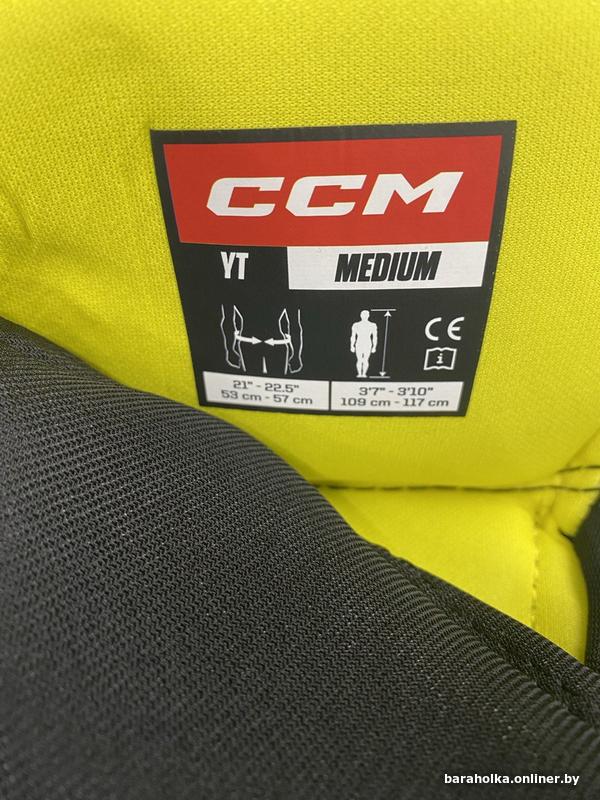 CCM
YT MEDIUM
CE
i
21" - 22.5"
53 cm - 57 cm
3'7" - 3'10"
109 cm - 117 cm
baraholka.onliner.by